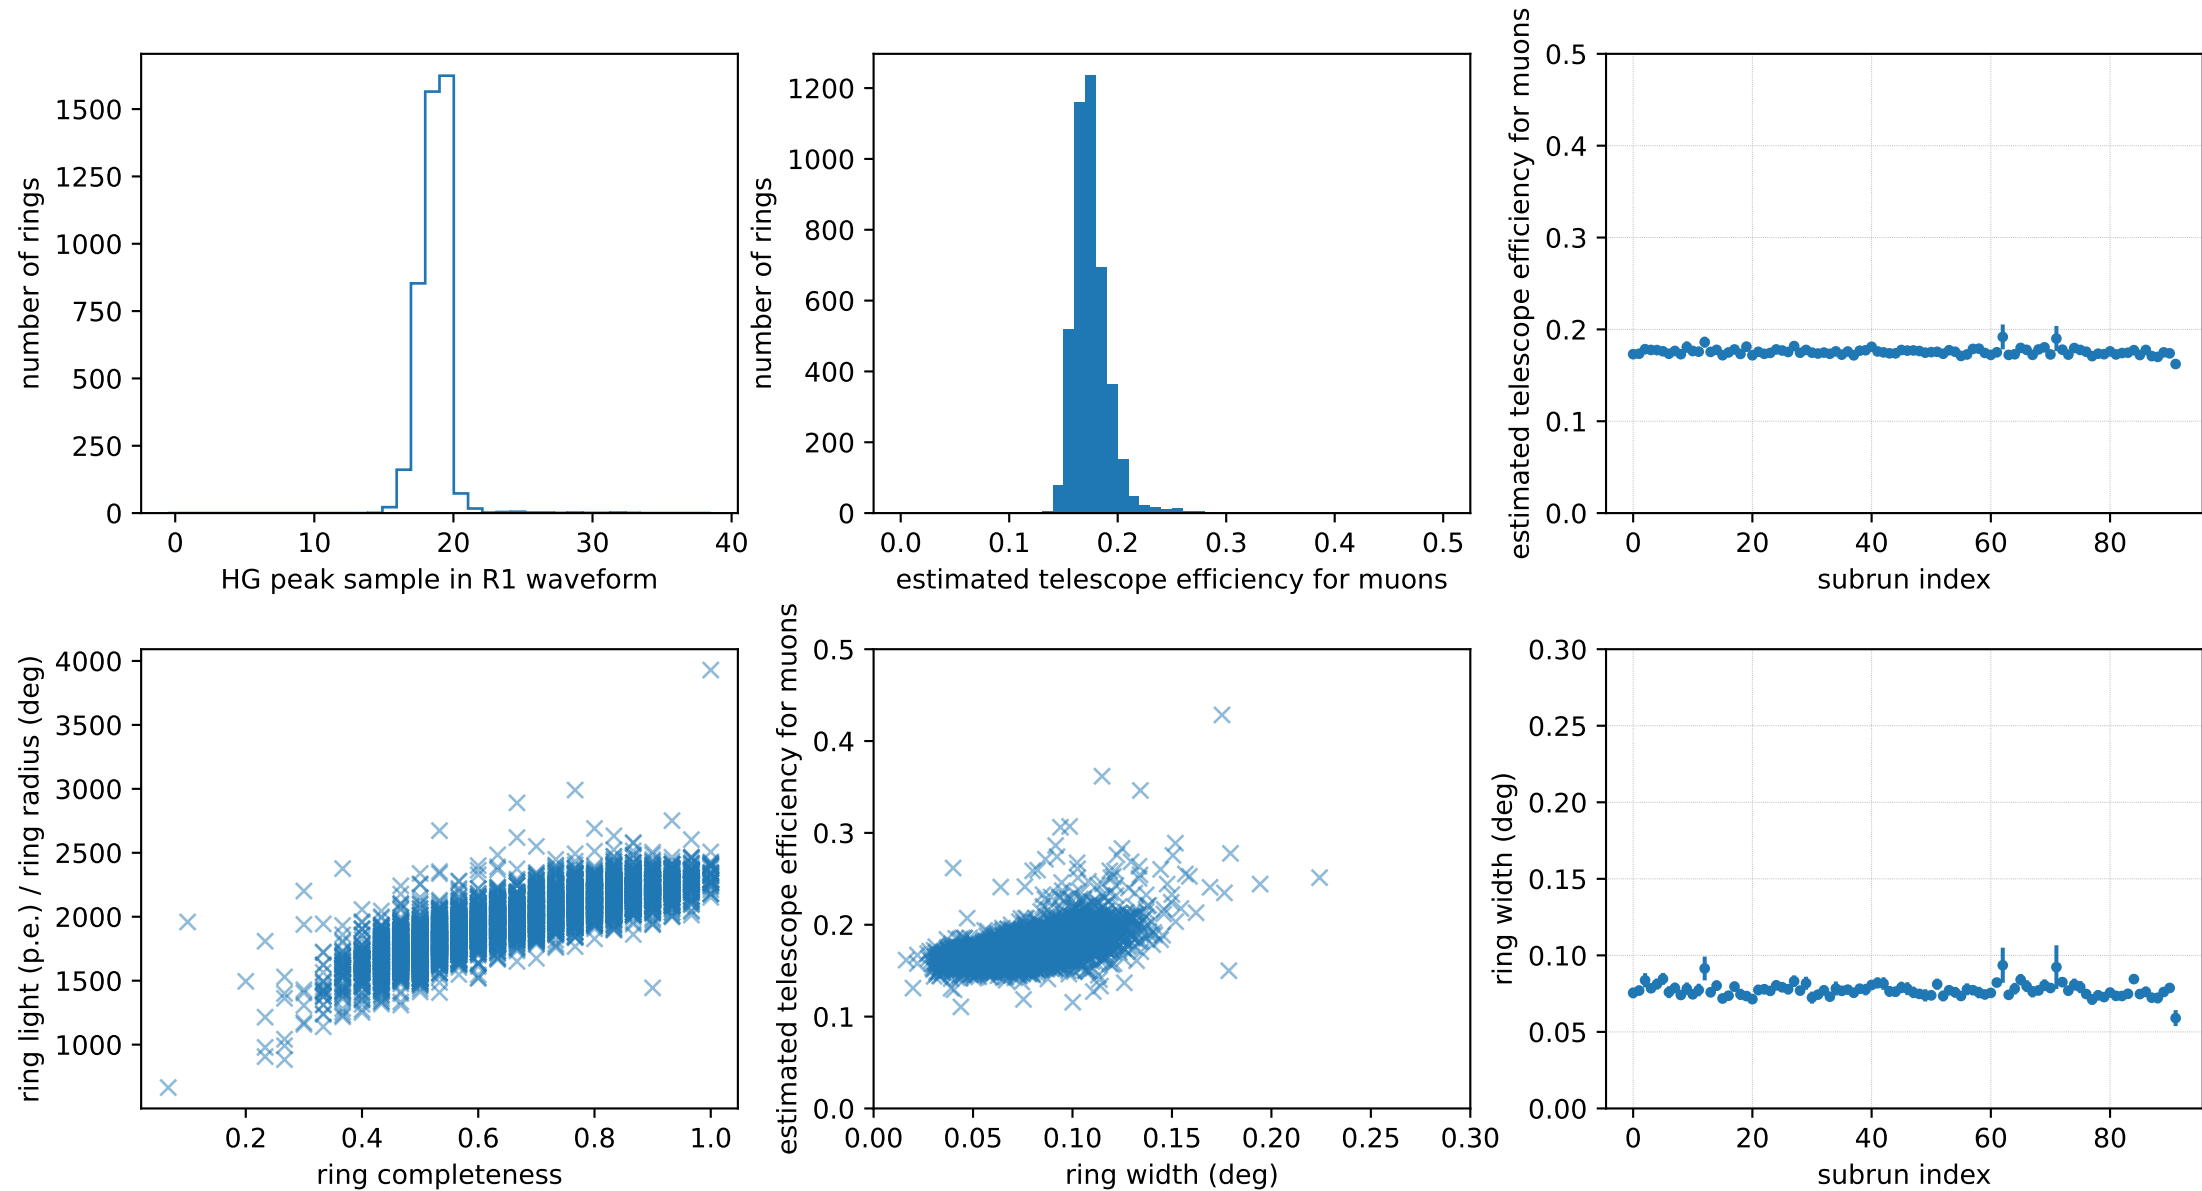 number of rings
1500
1250
1000
750
500
250
0
0 10 20 30 40
HG peak sample in R1 waveform
number of rings
1200
1000
800
600
400
200
0
0.0 0.1 0.2 0.3 0.4 0.5
estimated telescope efficiency for muons
estimated telescope efficiency for muons
0.5
0.4
0.3
0.2
0.1
0.0
0 20 40 60 80
subrun index
ring light (p.e.) / ring radius (deg)
4000
3500
3000
2500
2000
1500
1000
0.2 0.4 0.6 0.8 1.0
ring completeness
estimated telescope efficiency for muons
0.5
0.4
0.3
0.2
0.1
0.0
0.00 0.05 0.10 0.15 0.20 0.25 0.30
ring width (deg)
ring width (deg)
0.30
0.25
0.20
0.15
0.10
0.05
0.00
0 20 40 60 80
subrun index